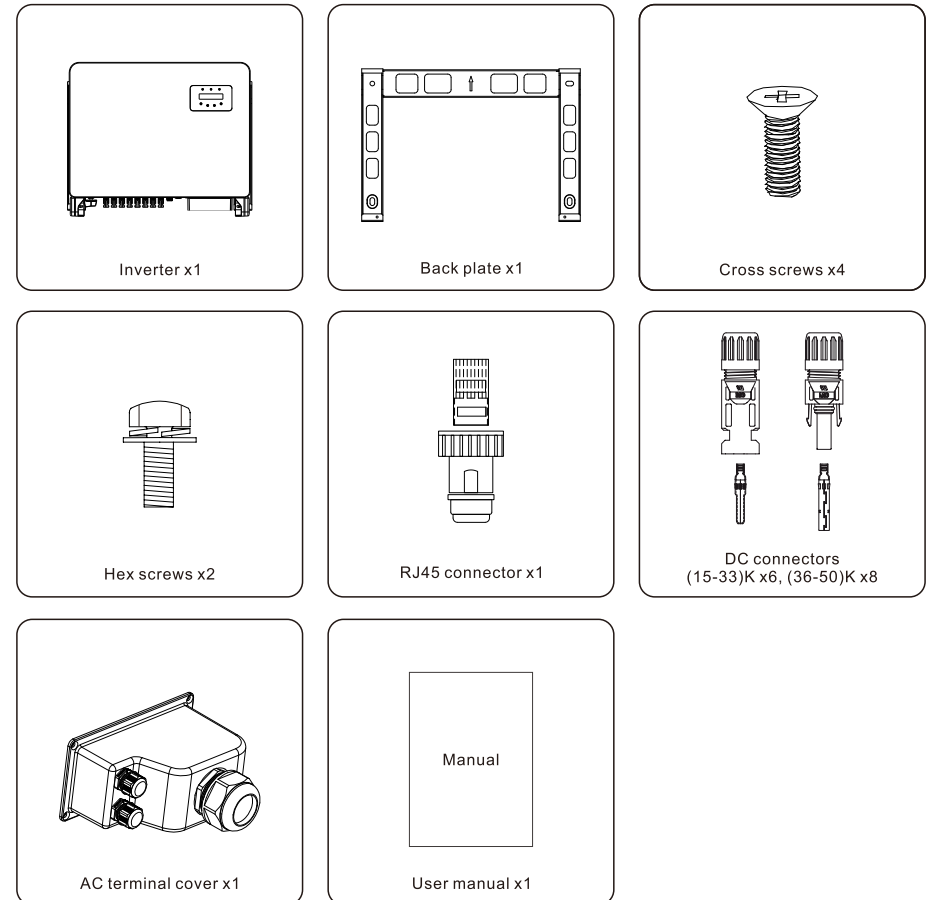 Inverter x1
Back plate x1
Cross screws x4
Hex screws x2
RJ45 connector x1
DC connectors
(15-33)K x6, (36-50)K x8
Manual
AC terminal cover x1
User manual x1